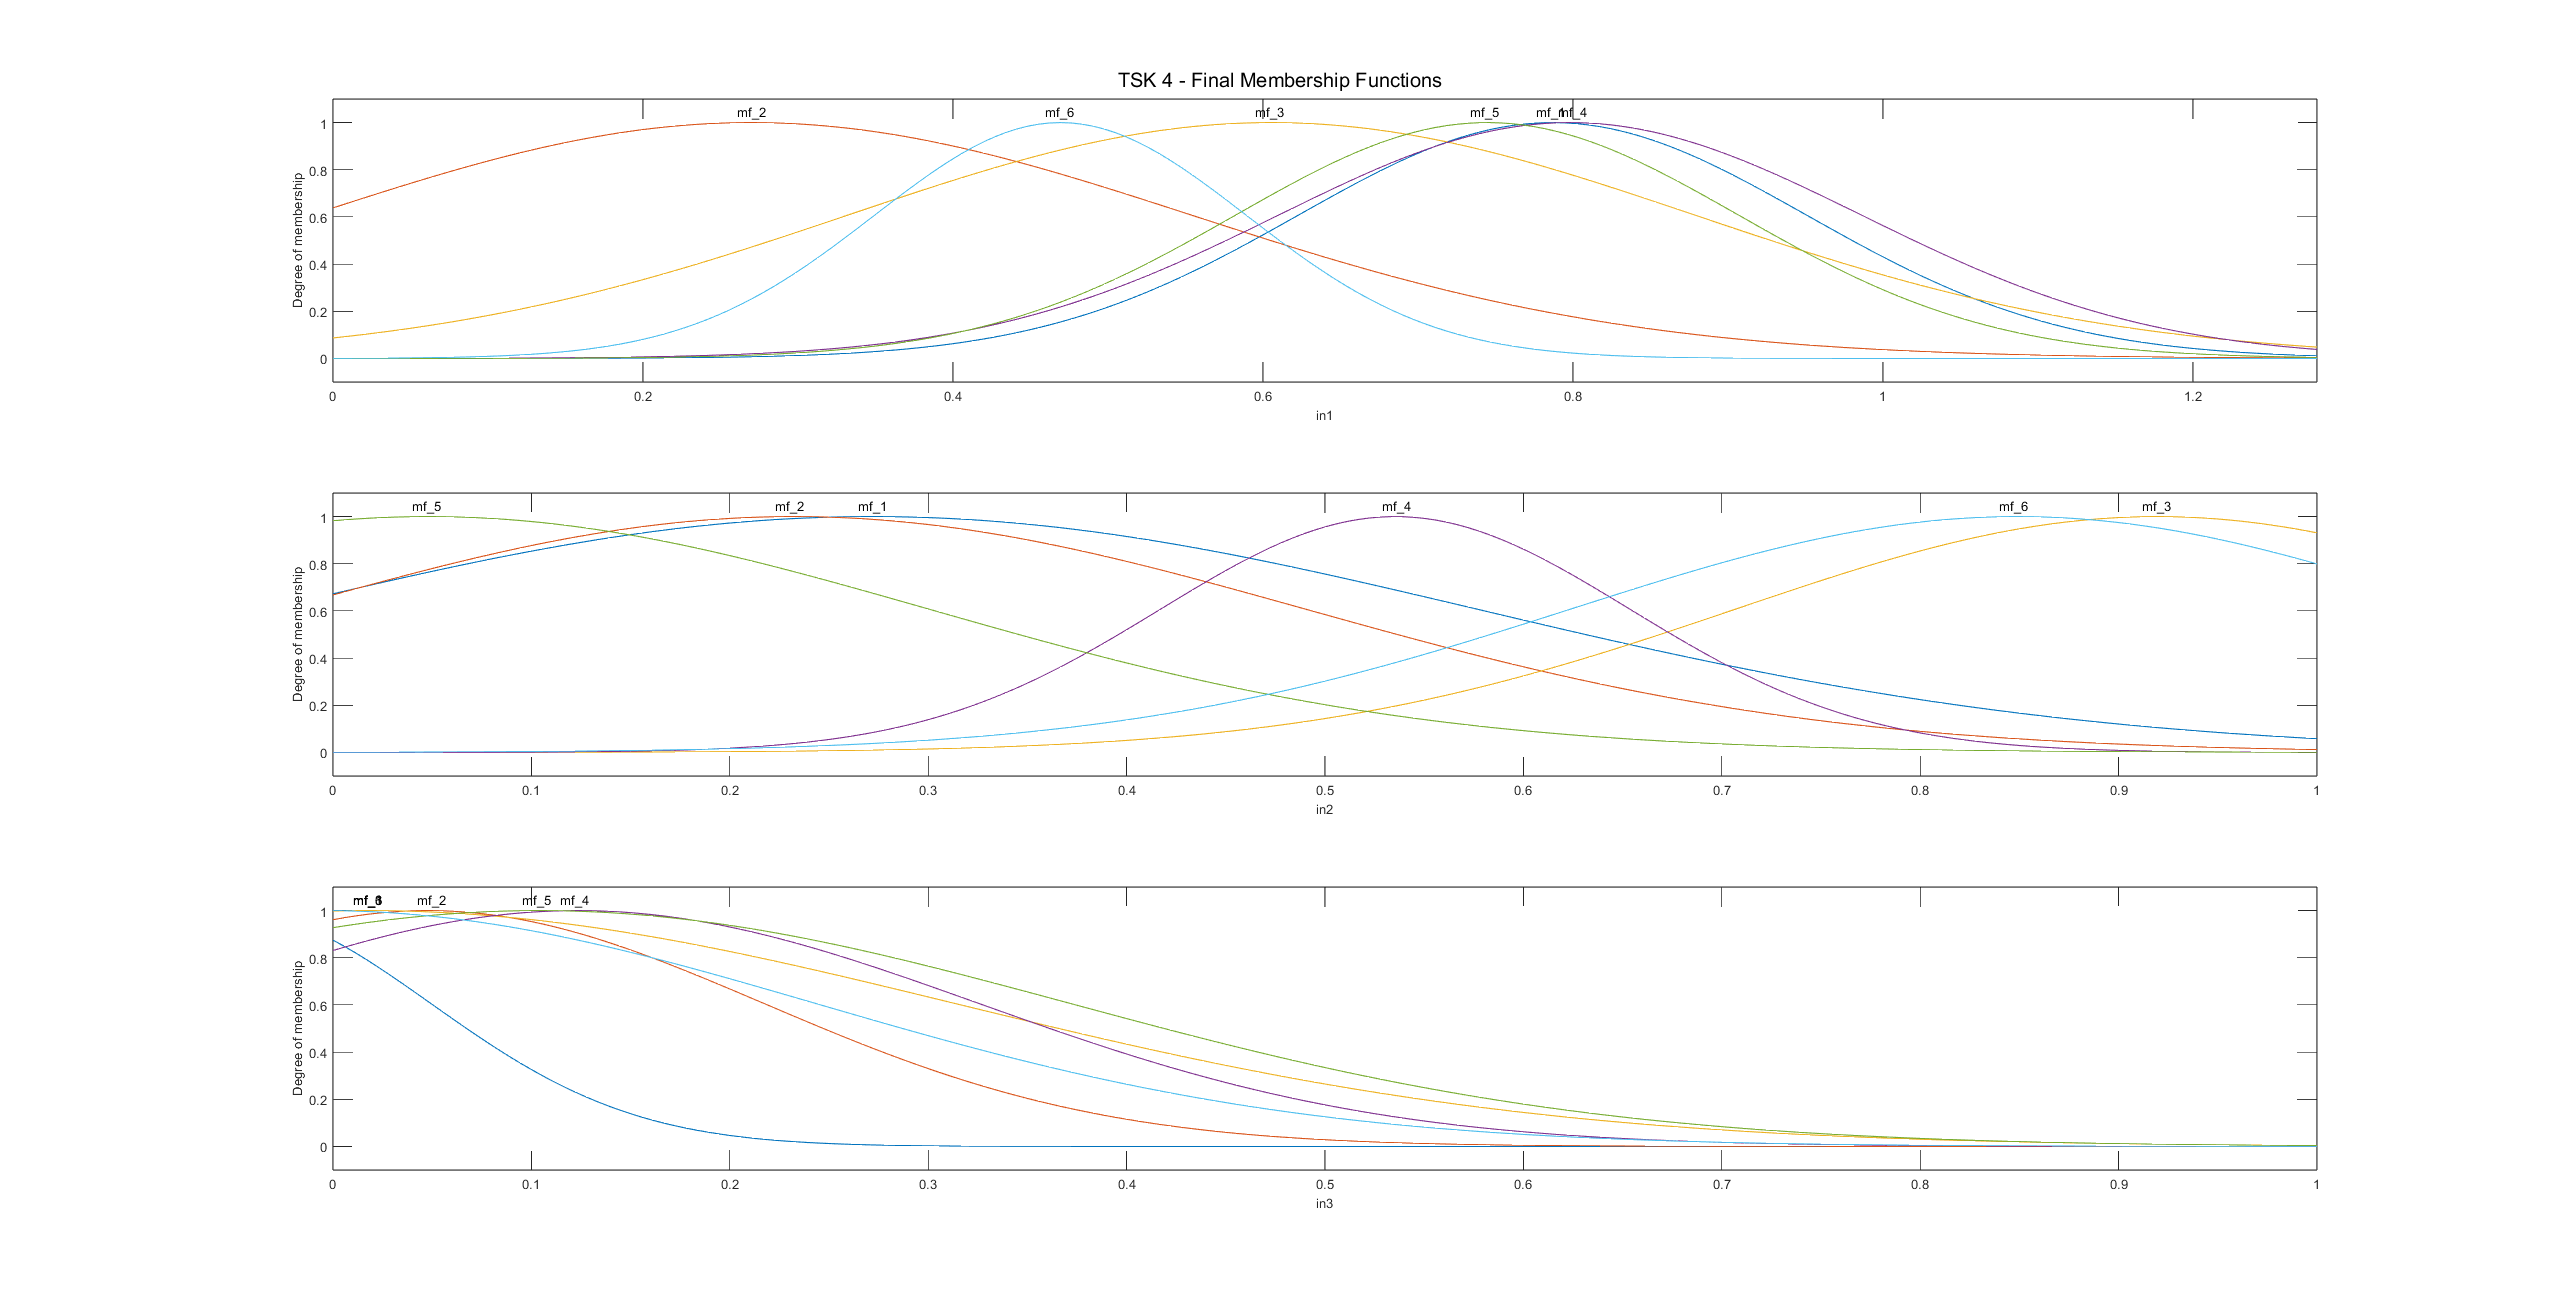 TSK 4 - Final Membership Functions
mf_2 mf_6 mf_3 mf_5 mf_1 mf_4
Degree of membership
1
0.8
0.6
0.4
0.2
0
0 0.2 0.4 0.6 0.8 1 1.2
in1
mf_5 mf_2 mf_1 mf_4 mf_6 mf_3
Degree of membership
1
0.8
0.6
0.4
0.2
0
0 0.1 0.2 0.3 0.4 0.5 0.6 0.7 0.8 0.9 1
in2
mf_2 mf_5 mf_4
Degree of membership
1
0.8
0.6
0.4
0.2
0
0 0.1 0.2 0.3 0.4 0.5 0.6 0.7 0.8 0.9 1
in3